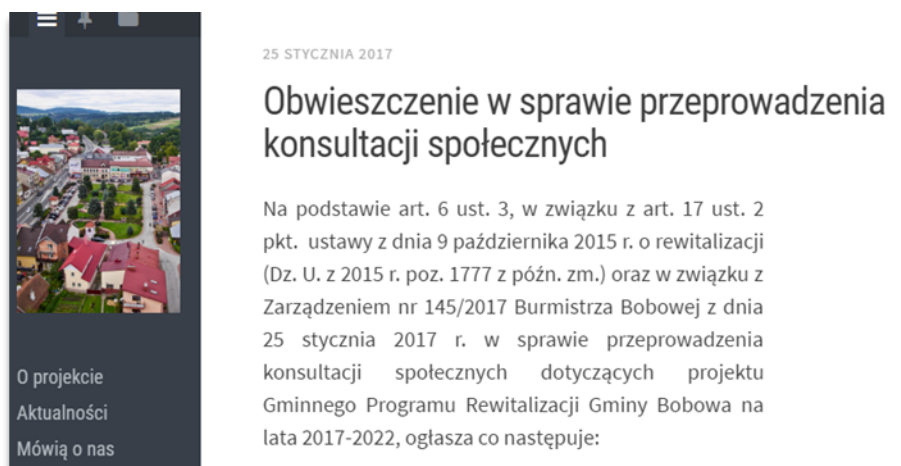 25 STYCZNIA 2017
Obwieszczenie w sprawie przeprowadzenia
konsultacji społecznych
Na podstawie art. 6 ust. 3, w związku z art. 17 ust. 2
pkt. ustawy z dnia 9 października 2015 r. o rewitalizacji
(Dz. U. z 2015 r. poz. 1777 z późn. zm.) oraz w związku z
Zarządzeniem nr 145/2017 Burmistrza Bobowej z dnia
25 stycznia 2017 r. w sprawie przeprowadzenia
konsultacji społecznych dotyczących projektu
Gminnego Programu Rewitalizacji Gminy Bobowa na
lata 2017-2022, ogłasza co następuje:
O projekcie
Aktualności
Mówią o nas